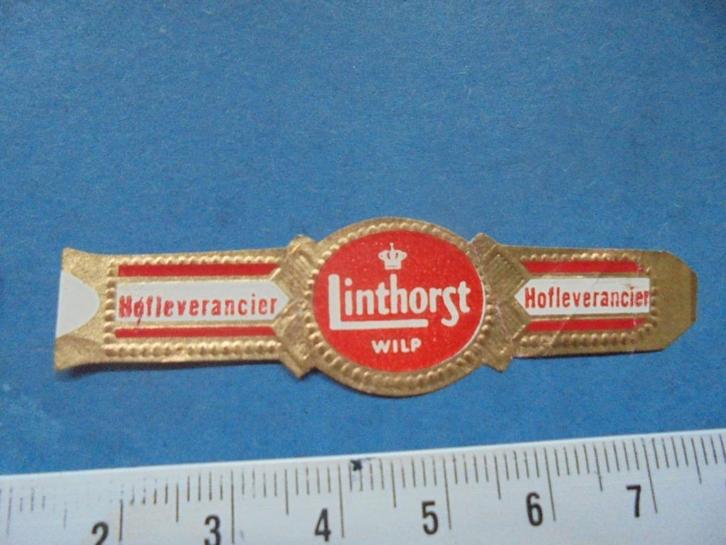 Hofleverancier
Linthorst
WILP
Hofleverancier
2 3 4 5 6 7